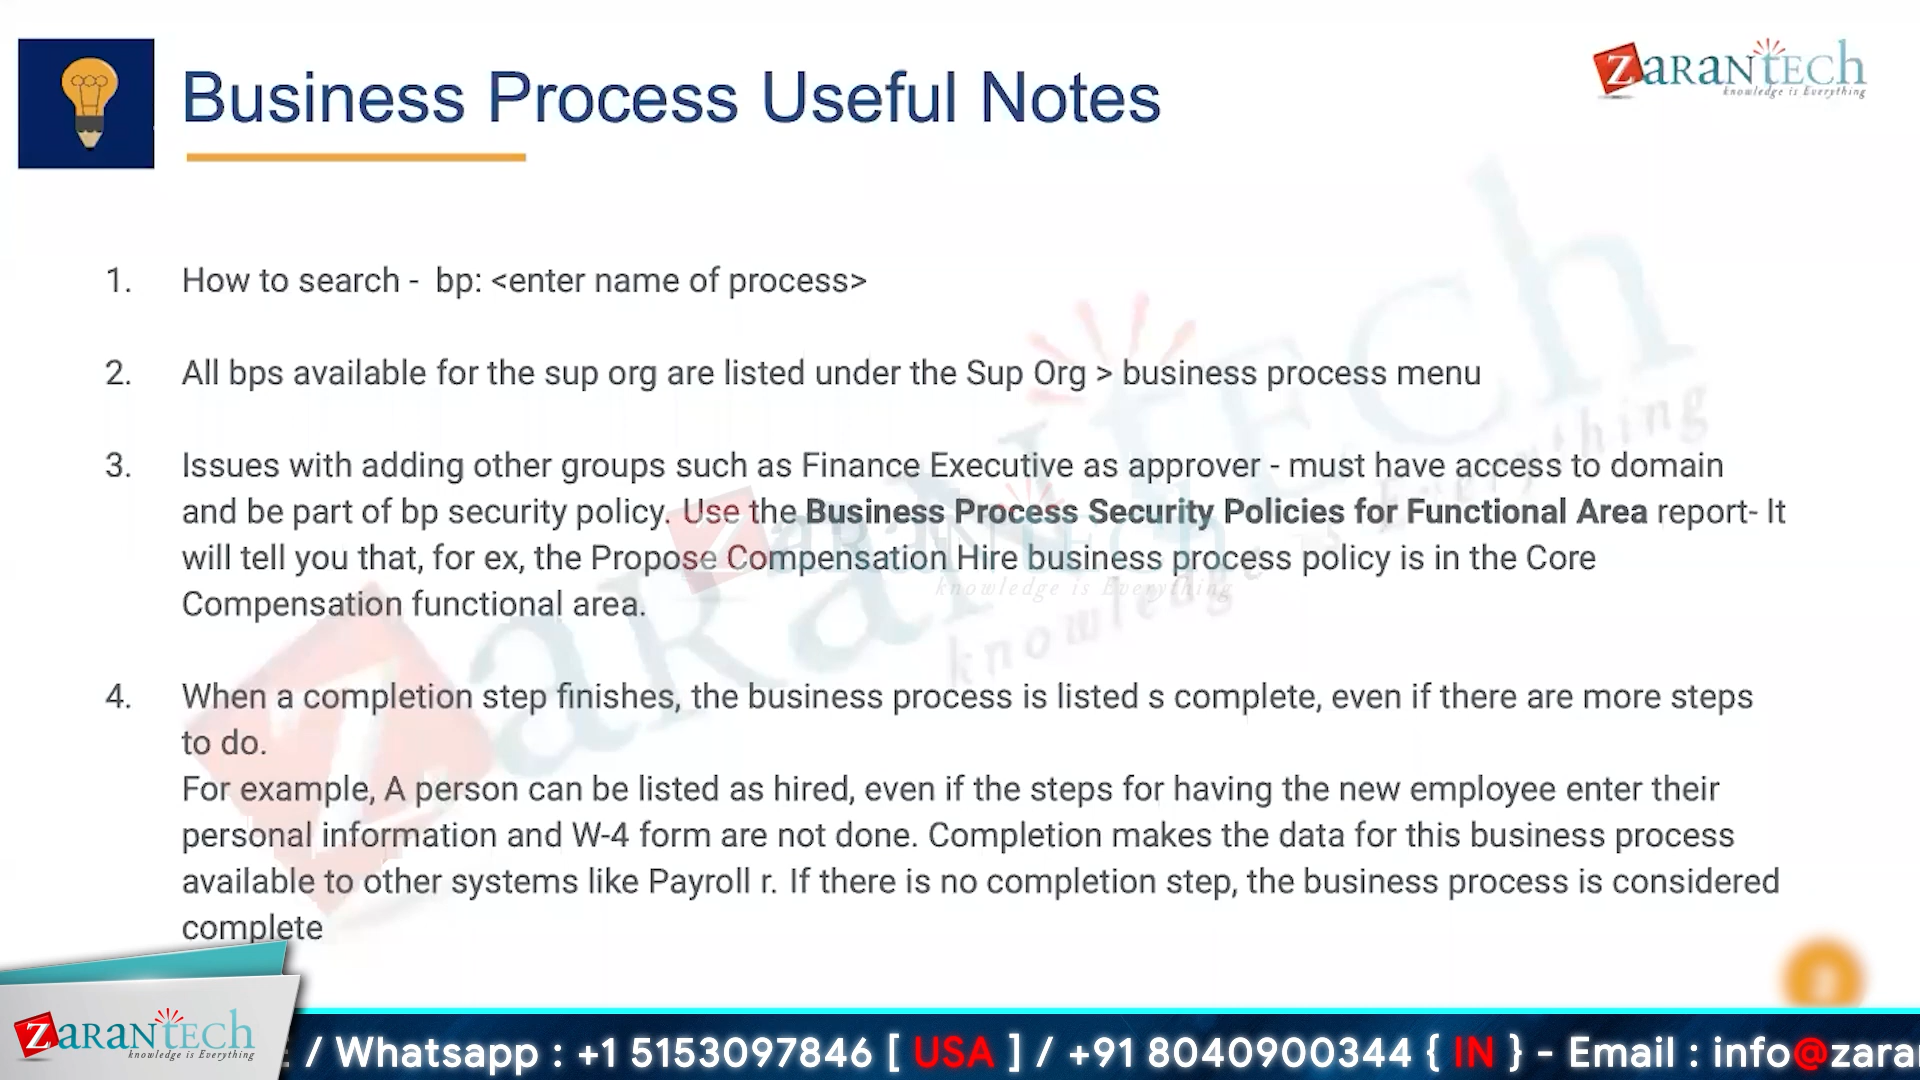 Business Process Useful Notes
ZARANTECH
knowledge is Everything
1. How to search - bp: <enter name of process>
2. All bps available for the sup org are listed under the Sup Org > business process menu
3. Issues with adding other groups such as Finance Executive as approver - must have access to domain
and be part of bp security policy. Use the Business Process Security Policies for Functional Area report- It
will tell you that, for ex, the Propose Compensation Hire business process policy is in the Core
Compensation functional area.
4. When a completion step finishes, the business process is listed s complete, even if there are more steps
to do.
For example, A person can be listed as hired, even if the steps for having the new employee enter their
personal information and W-4 form are not done. Completion makes the data for this business process
available to other systems like Payroll r. If there is no completion step, the business process is considered
complete
ZARANTECH
knowledge is Everything
ZARANTECH
knowledge is Everything
ZARANTECH
knowledge is Everything
/ Whatsapp : +1 5153097846 [ USA ] / +91 8040900344 { IN } - Email : info@zara